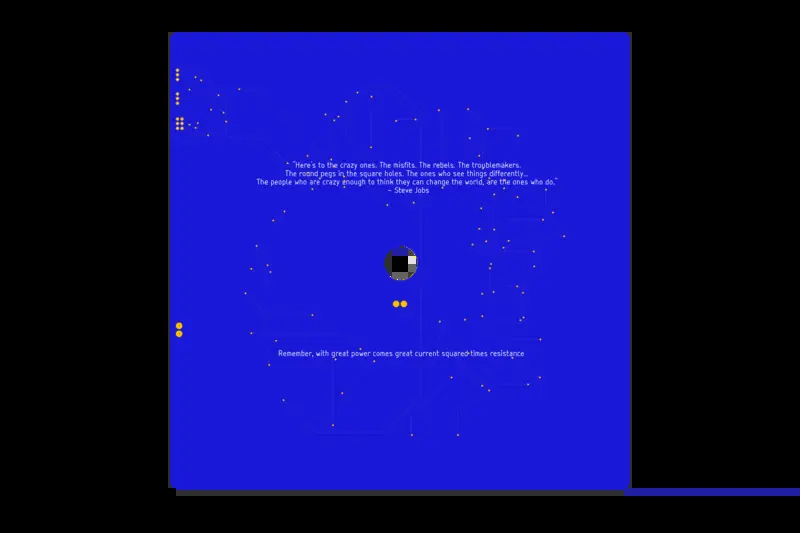 "Here's to the crazy ones. The misfits. The rebels. The troublemakers.
The round pegs in the square holes. The ones who see things differently...
The people who are crazy enough to think they can change the world, are the ones who do."
~ Steve Jobs
Remember, with great power comes great current squared times resistance